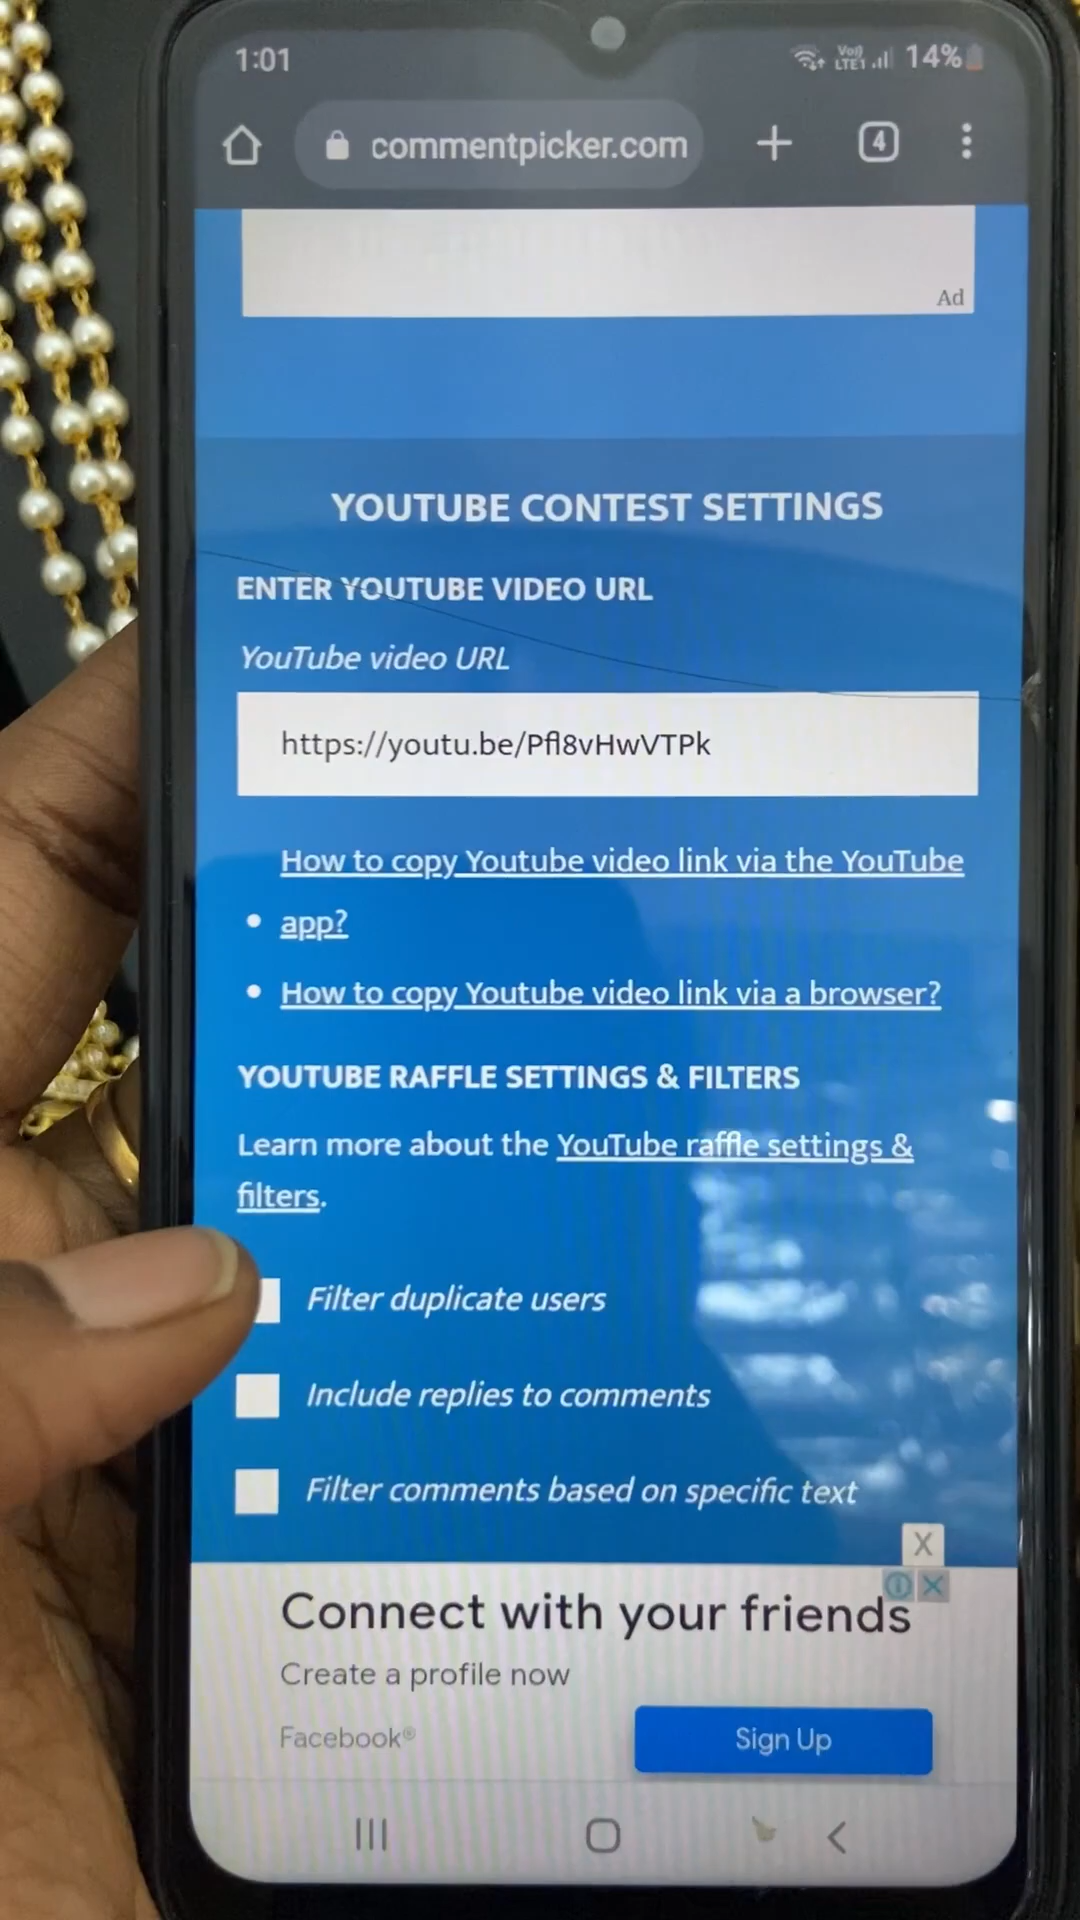 1:01
Vo)) LTE1 14%
commentpicker.com
4
Ad
YOUTUBE CONTEST SETTINGS
ENTER YOUTUBE VIDEO URL
YouTube video URL
https://youtu.be/Pfl8vHwVTPk
How to copy Youtube video link via the YouTube
app?
How to copy Youtube video link via a browser?
YOUTUBE RAFFLE SETTINGS & FILTERS
Learn more about the YouTube raffle settings &
filters.
Filter duplicate users
Include replies to comments
Filter comments based on specific text
X
Connect with your friends
Create a profile now
Facebook®
Sign Up